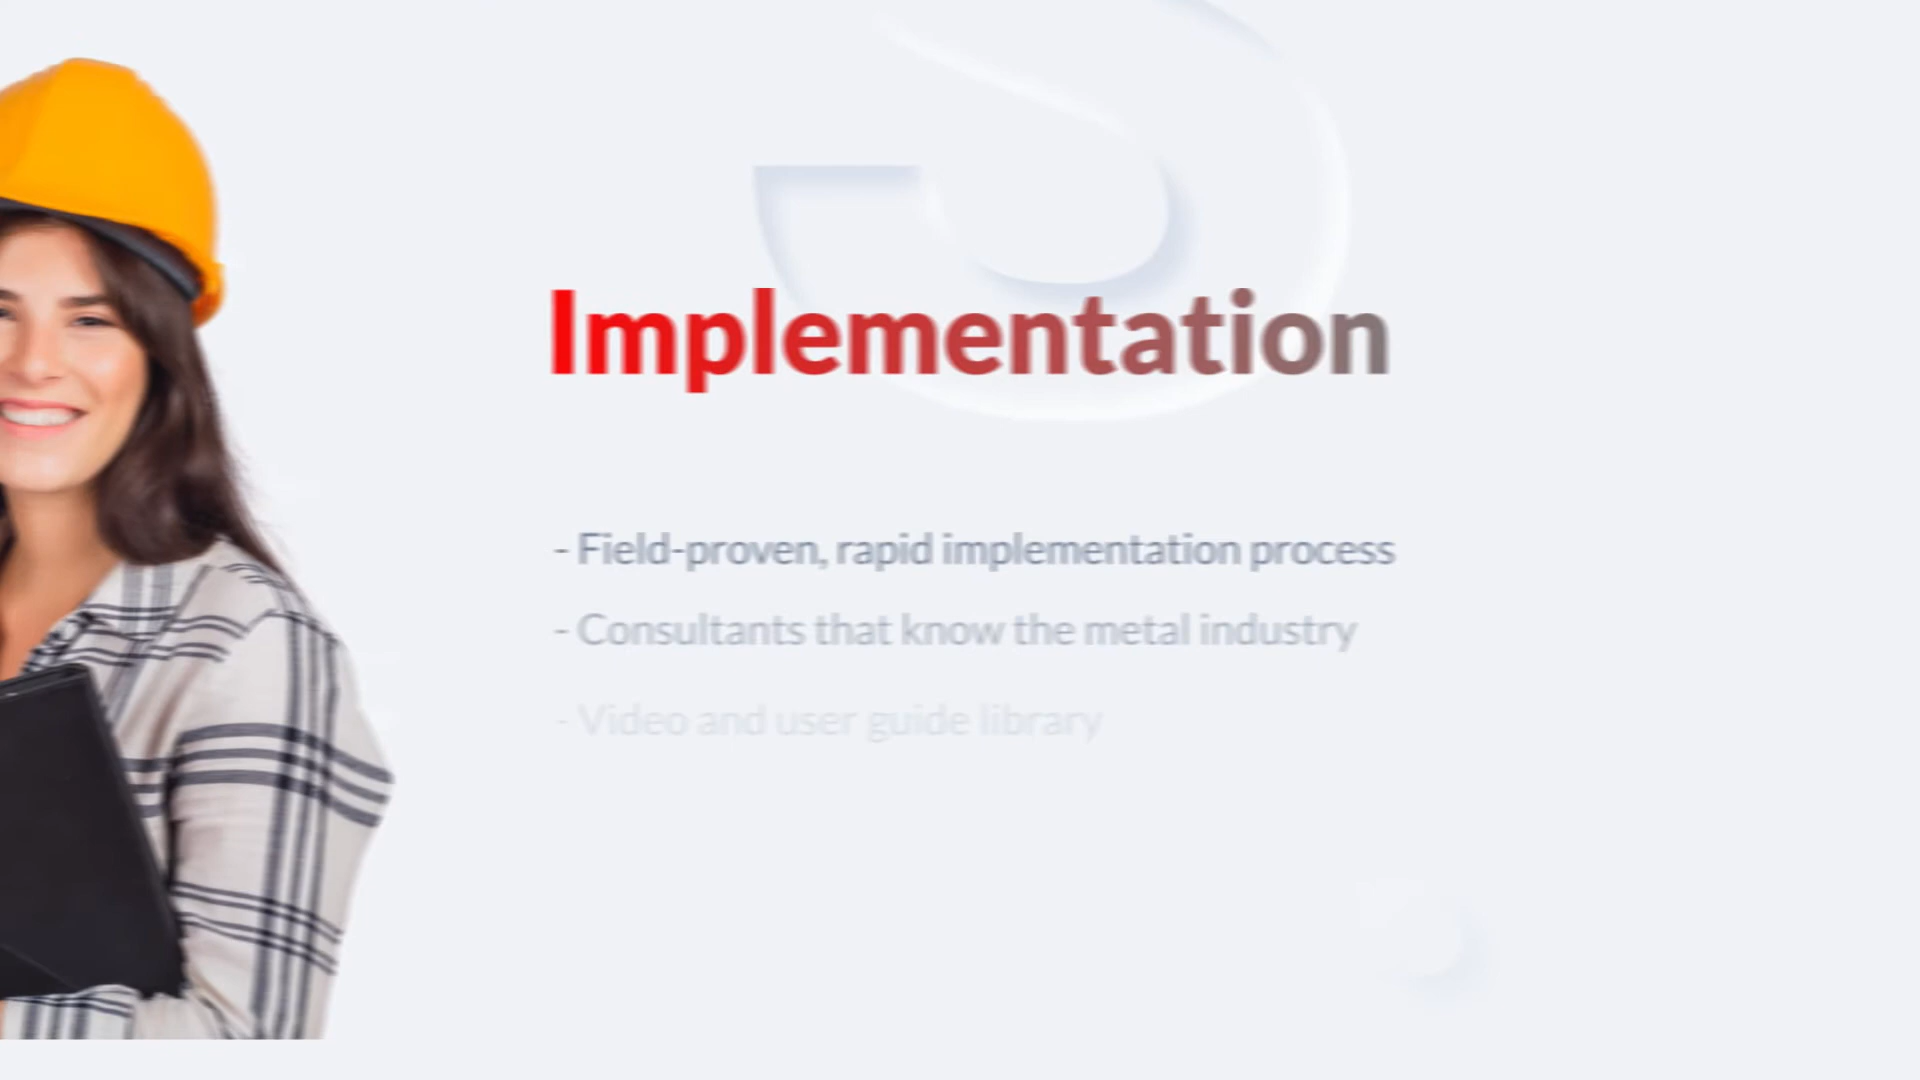 Implementation
- Field-proven, rapid implementation process
- Consultants that know the metal industry
- Video and user guide library